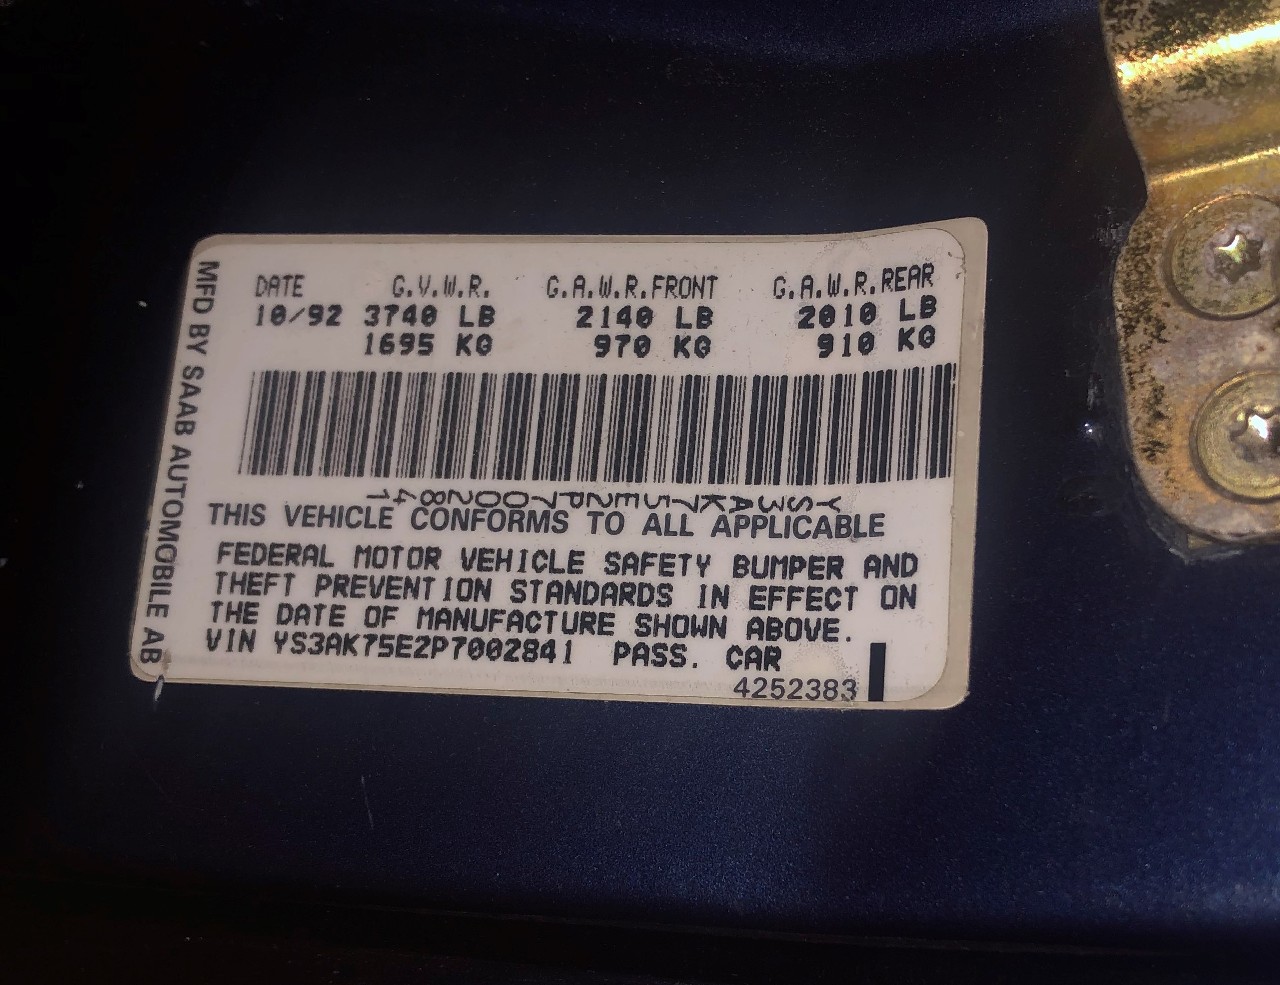 MFD BY SAAB AUTOMOBILE AB
DATE G.V.W.R. G.A.W.R.FRONT G.A.W.R.REAR
10/92 3740 LB 2140 LB 2010 LB
1695 KG 970 KG 910 KG
YS3AK75E2P7002841
THIS VEHICLE CONFORMS TO ALL APPLICABLE
FEDERAL MOTOR VEHICLE SAFETY BUMPER AND
THEFT PREVENTION STANDARDS IN EFFECT ON
THE DATE OF MANUFACTURE SHOWN ABOVE.
VIN YS3AK75E2P7002841 PASS. CAR
4252383